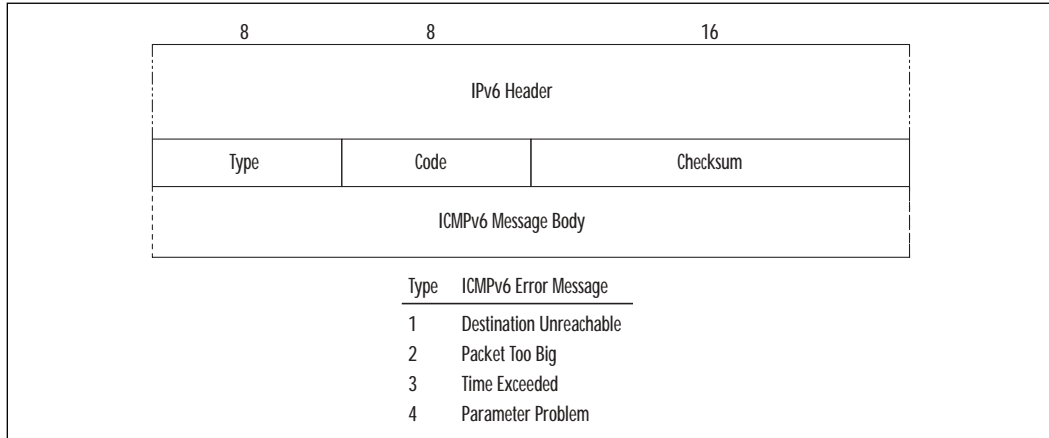 8 8 16
IPv6 Header
Type Code Checksum
ICMPv6 Message Body
Type ICMPv6 Error Message
1 Destination Unreachable
2 Packet Too Big
3 Time Exceeded
4 Parameter Problem